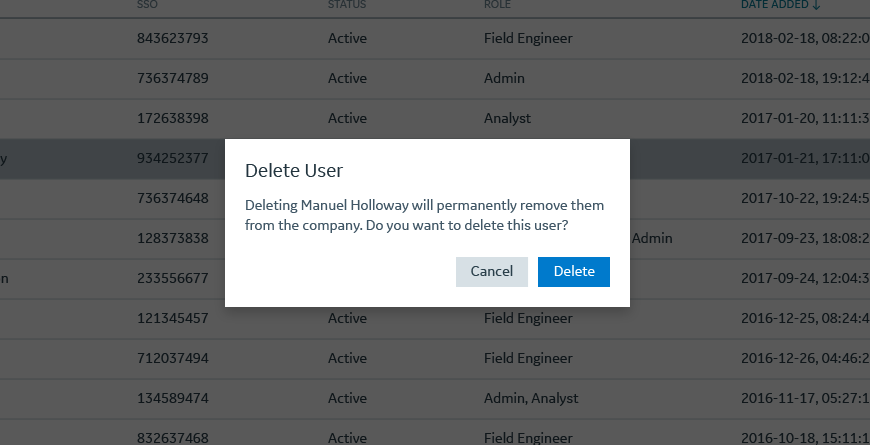 SSO STATUS ROLE DATE ADDED ↓
843623793 Active Field Engineer 2018-02-18, 08:22:0
736374789 Active Admin 2018-02-18, 19:12:4
172638398 Active Analyst 2017-01-20, 11:11:3
y 934252377 2017-01-21, 17:11:0
736374648 2017-10-22, 19:24:5
128373838 Admin 2017-09-23, 18:08:2
n 233556677 2017-09-24, 12:04:3
Delete User
Deleting Manuel Holloway will permanently remove them
from the company. Do you want to delete this user?
Cancel Delete
121345457 Active Field Engineer 2016-12-25, 08:24:4
712037494 Active Field Engineer 2016-12-26, 04:46:2
134589474 Active Admin, Analyst 2016-11-17, 05:27:1
832637468 Active Field Engineer 2016-10-18, 15:11:1